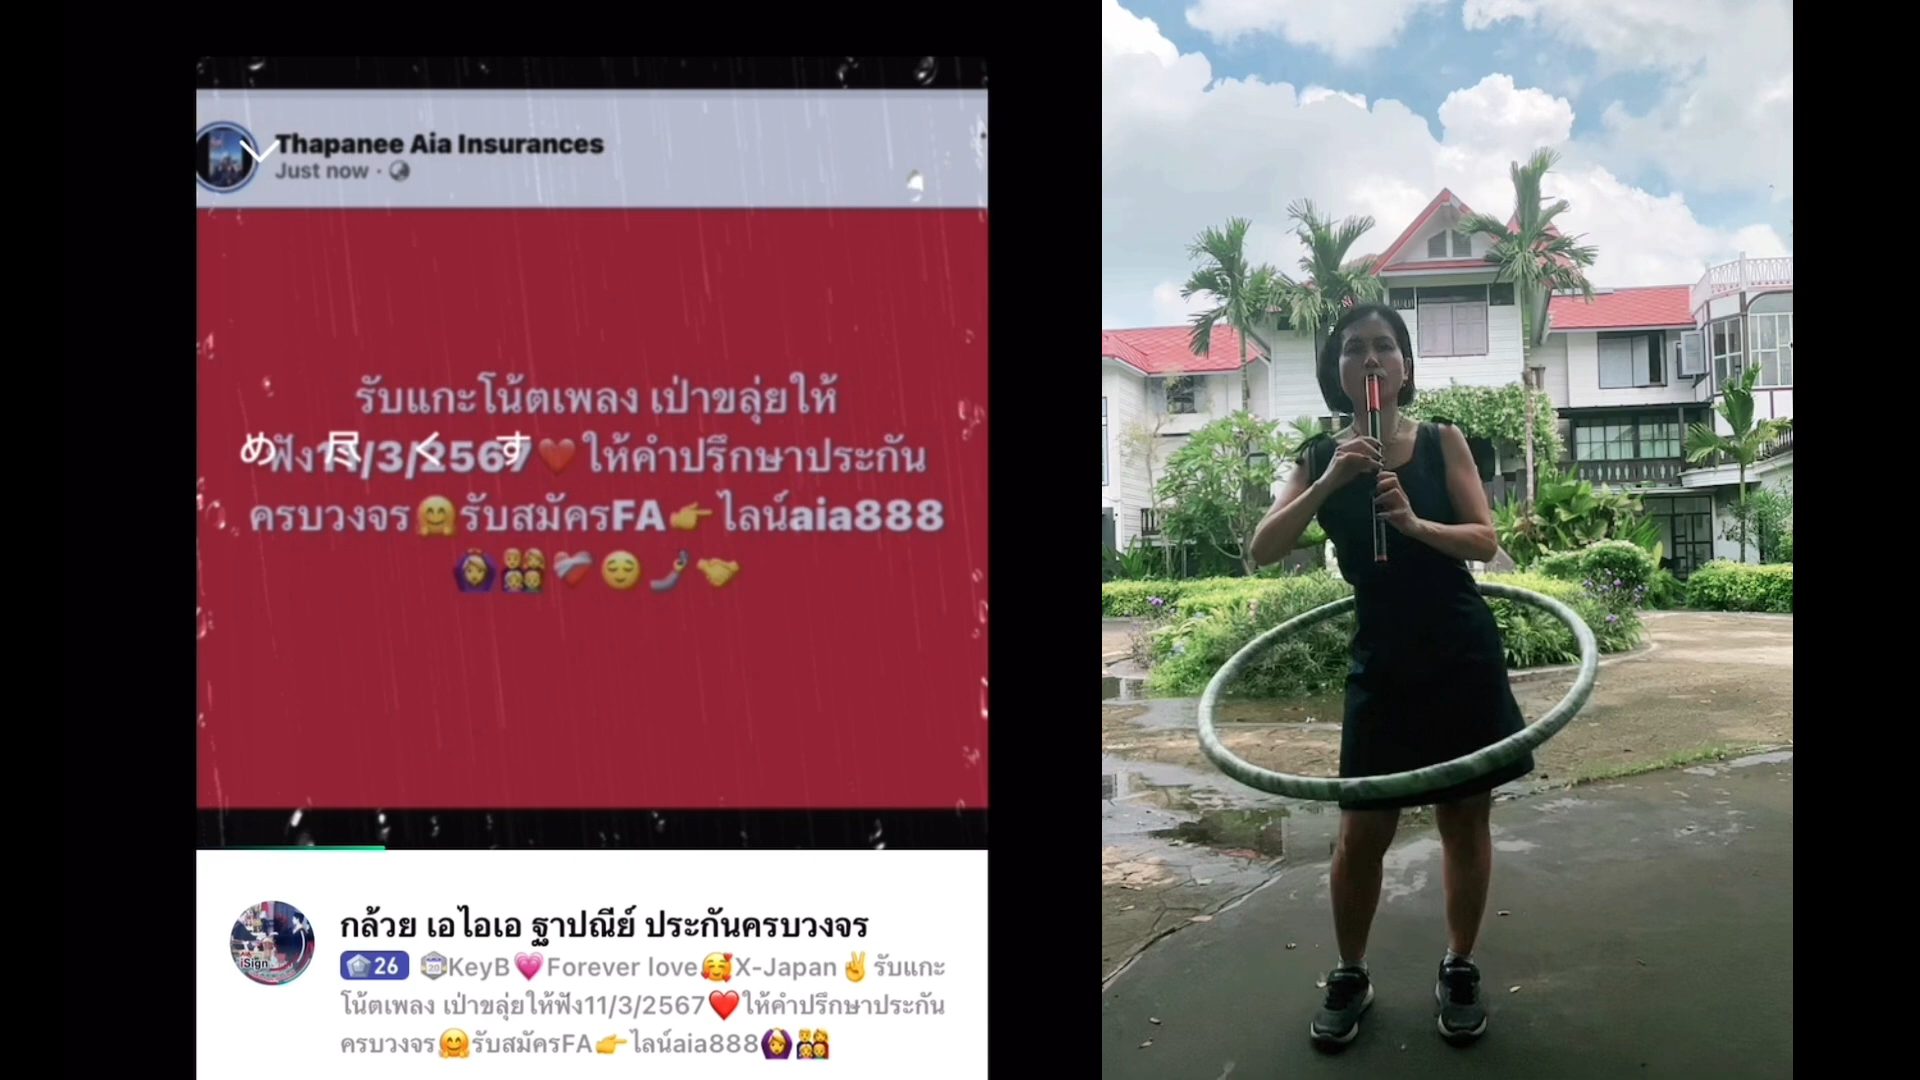 Thapanee Aia Insurances
Just now ·
รับแกะโน้ตเพลง เป่าขลุ่ยให้
ฟัง11/3/2567❤️ให้คำปรึกษาประกัน
め 尽 く す
ครบวงจร🤗รับสมัครFA👉ไลน์aia888
🙆‍♀️👨‍👩‍👧‍👦❤️‍🩹😌🤳🤝
กล้วย เอไอเอ ฐาปณีย์ ประกันครบวงจร
iSign
26 KeyB💗Forever love🥰X-Japan✌️รับแกะ
โน้ตเพลง เป่าขลุ่ยให้ฟัง11/3/2567❤️ให้คำปรึกษาประกัน
ครบวงจร🤗รับสมัครFA👉ไลน์aia888🙆‍♀️👨‍👩‍👧‍👦